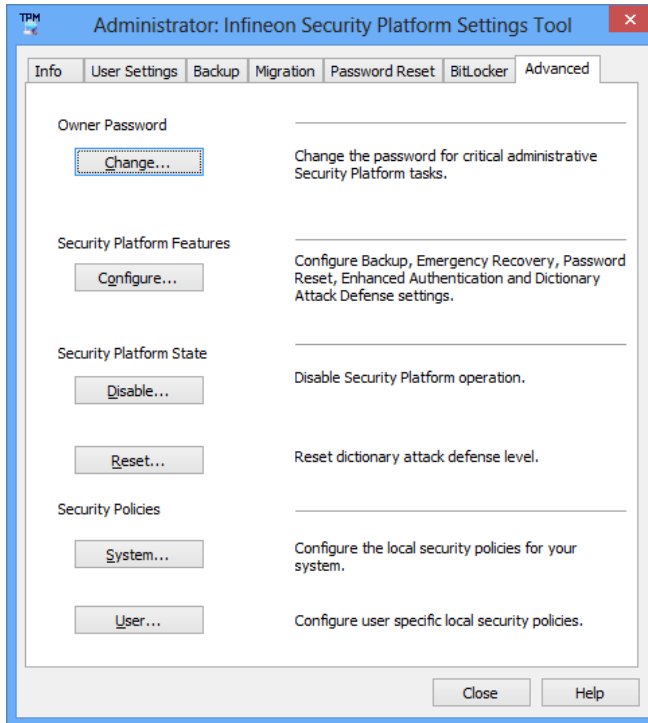 TPM
Administrator: Infineon Security Platform Settings Tool
Info
User Settings
Backup
Migration
Password Reset
BitLocker
Advanced
Owner Password
Change...
Change the password for critical administrative
Security Platform tasks.
Security Platform Features
Configure...
Configure Backup, Emergency Recovery, Password
Reset, Enhanced Authentication and Dictionary
Attack Defense settings.
Security Platform State
Disable...
Disable Security Platform operation.
Reset...
Reset dictionary attack defense level.
Security Policies
System...
Configure the local security policies for your
system.
User...
Configure user specific local security policies.
Close
Help